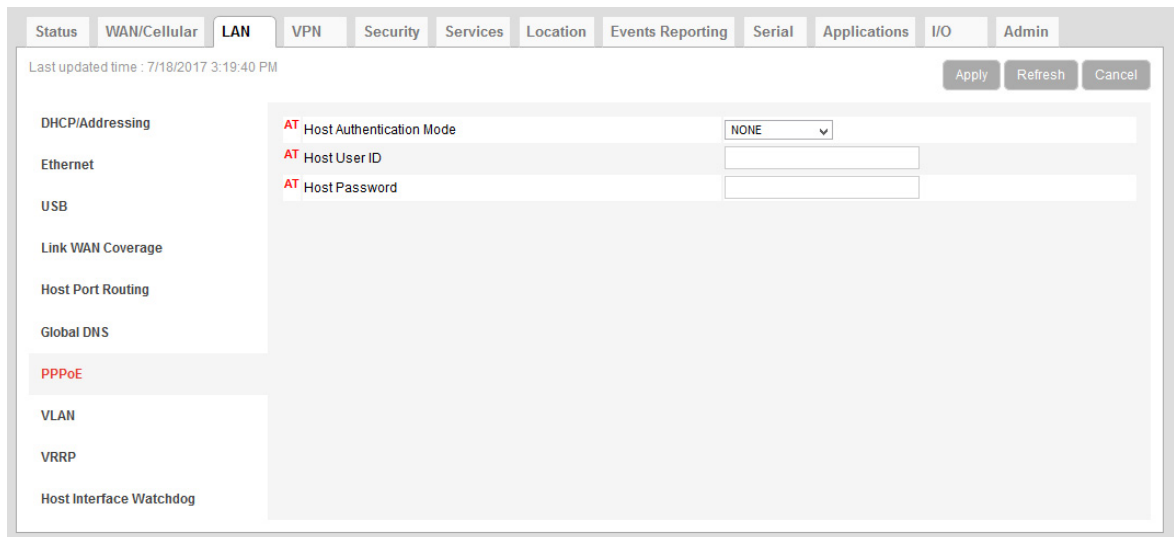 Status WAN/Cellular LAN VPN Security Services Location Events Reporting Serial Applications I/O Admin
Last updated time : 7/18/2017 3:19:40 PM
Apply Refresh Cancel
DHCP/Addressing
Ethernet
USB
Link WAN Coverage
Host Port Routing
Global DNS
PPPoE
VLAN
VRRP
Host Interface Watchdog
AT Host Authentication Mode NONE
AT Host User ID
AT Host Password